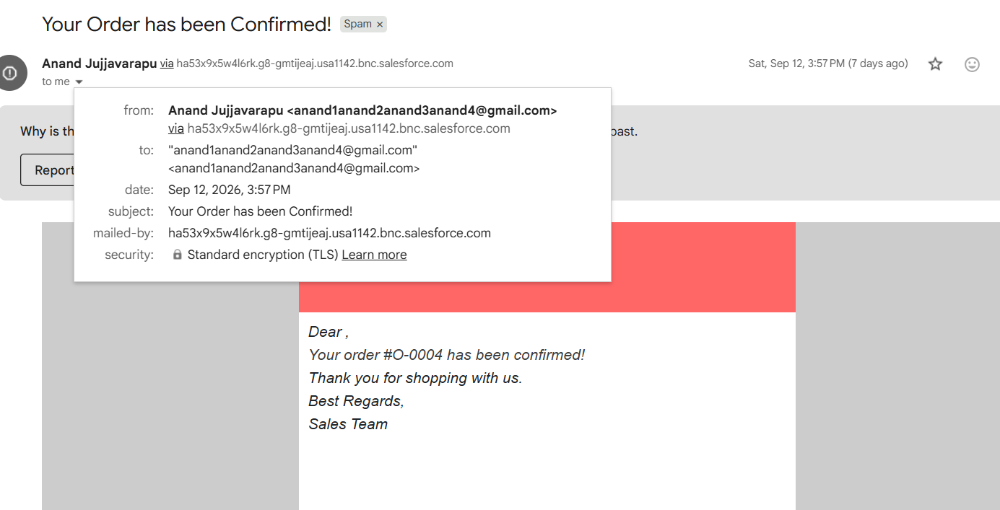 Your Order has been Confirmed! Spam ×
Anand Jujjavarapu via ha53x9x5w4l6rk.g8-gmtijeaj.usa1142.bnc.salesforce.com Sat, Sep 12, 3:57 PM (7 days ago)
to me
from: Anand Jujjavarapu <anand1anand2anand3anand4@gmail.com>
via ha53x9x5w4l6rk.g8-gmtijeaj.usa1142.bnc.salesforce.com
Why is th past.
to: "anand1anand2anand3anand4@gmail.com"
<anand1anand2anand3anand4@gmail.com>
Report
date: Sep 12, 2026, 3:57 PM
subject: Your Order has been Confirmed!
mailed-by: ha53x9x5w4l6rk.g8-gmtijeaj.usa1142.bnc.salesforce.com
security: Standard encryption (TLS) Learn more
Dear ,
Your order #O-0004 has been confirmed!
Thank you for shopping with us.
Best Regards,
Sales Team